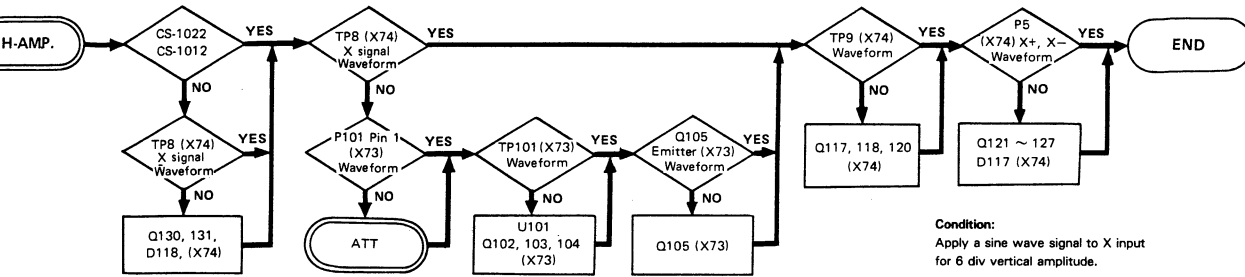 H-AMP.
CS-1022
CS-1012
YES
NO
TP8 (X74)
X signal
Waveform
YES
NO
Q130, 131,
D118, (X74)
TP8 (X74)
X signal
Waveform
YES
NO
P101 Pin 1
(X73)
Waveform
YES
NO
ATT
TP101 (X73)
Waveform
YES
NO
U101
Q102, 103, 104
(X73)
Q105
Emitter (X73)
Waveform
YES
NO
Q105 (X73)
TP9 (X74)
Waveform
YES
NO
Q117, 118, 120
(X74)
P5
(X74) X+, X−
Waveform
YES
NO
Q121 ~ 127
D117 (X74)
END
Condition:
Apply a sine wave signal to X input
for 6 div vertical amplitude.